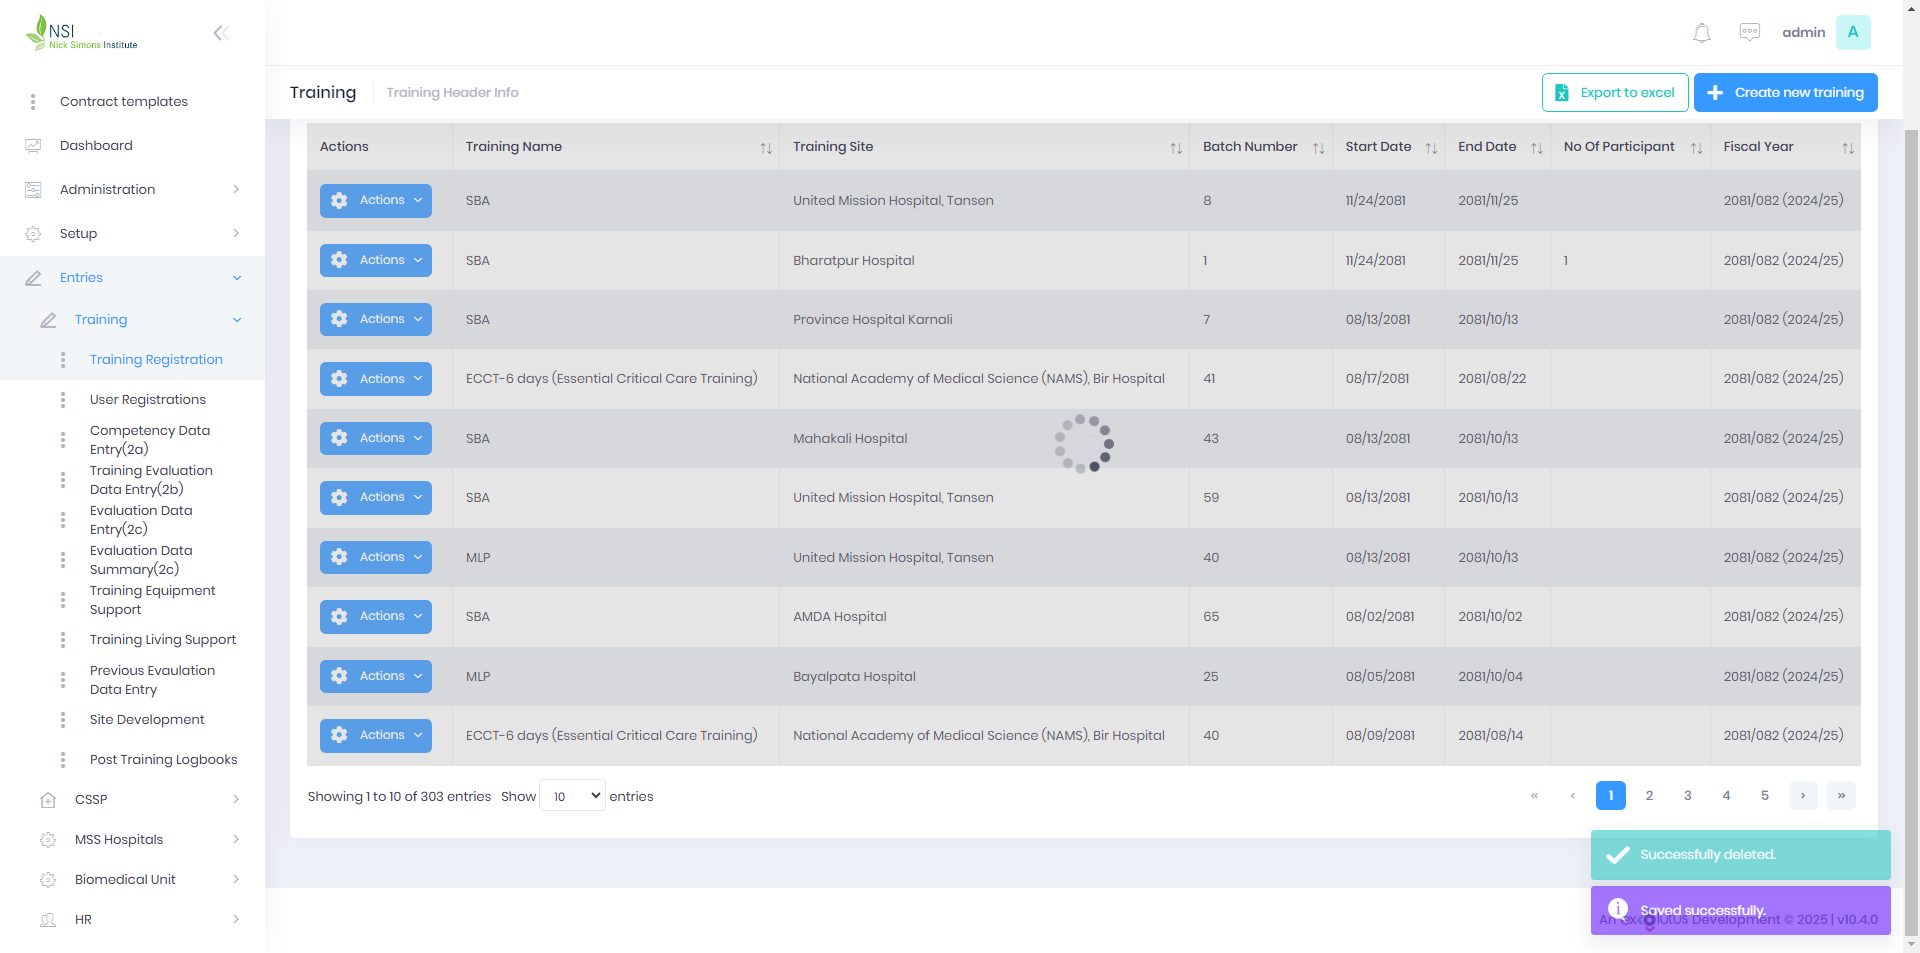 NSI
Nick Simons Institute
admin
A
Contract templates
Dashboard
Administration
Setup
Entries
Training
Training Registration
User Registrations
Competency Data
Entry(2a)
Training Evaluation
Data Entry(2b)
Evaluation Data
Entry(2c)
Evaluation Data
Summary(2c)
Training Equipment
Support
Training Living Support
Previous Evaulation
Data Entry
Site Development
Post Training Logbooks
CSSP
MSS Hospitals
Biomedical Unit
HR
Training Training Header Info Export to excel Create new training
Actions Training Name Training Site Batch Number Start Date End Date No Of Participant Fiscal Year
Actions SBA United Mission Hospital, Tansen 8 11/24/2081 2081/11/25 2081/082 (2024/25)
Actions SBA Bharatpur Hospital 1 11/24/2081 2081/11/25 1 2081/082 (2024/25)
Actions SBA Province Hospital Karnali 7 08/13/2081 2081/10/13 2081/082 (2024/25)
Actions ECCT-6 days (Essential Critical Care Training) National Academy of Medical Science (NAMS), Bir Hospital 41 08/17/2081 2081/08/22 2081/082 (2024/25)
Actions SBA Mahakali Hospital 43 08/13/2081 2081/10/13 2081/082 (2024/25)
Actions SBA United Mission Hospital, Tansen 59 08/13/2081 2081/10/13 2081/082 (2024/25)
Actions MLP United Mission Hospital, Tansen 40 08/13/2081 2081/10/13 2081/082 (2024/25)
Actions SBA AMDA Hospital 65 08/02/2081 2081/10/02 2081/082 (2024/25)
Actions MLP Bayalpata Hospital 25 08/05/2081 2081/10/04 2081/082 (2024/25)
Actions ECCT-6 days (Essential Critical Care Training) National Academy of Medical Science (NAMS), Bir Hospital 40 08/09/2081 2081/08/14 2081/082 (2024/25)
Showing 1 to 10 of 303 entries Show 10 entries « ‹ 1 2 3 4 5 › »
Successfully deleted.
Saved successfully.
An Development © 2025 | v10.4.0